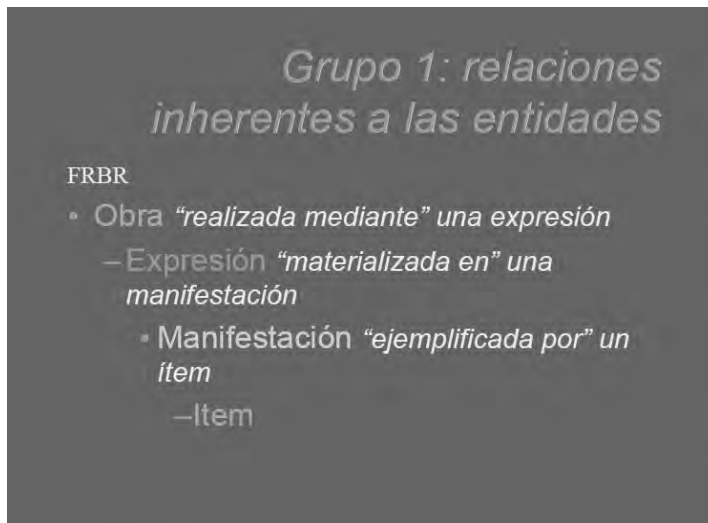 Grupo 1: relaciones
inherentes a las entidades
FRBR
• Obra “realizada mediante” una expresión
–Expresión “materializada en” una
manifestación
• Manifestación “ejemplificada por” un
ítem
–Item